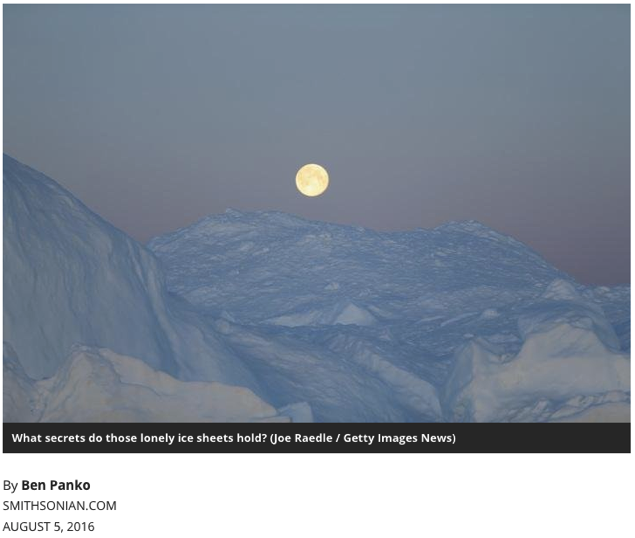 What secrets do those lonely ice sheets hold? (Joe Raedle / Getty Images News)
By Ben Panko
SMITHSONIAN.COM
AUGUST 5, 2016